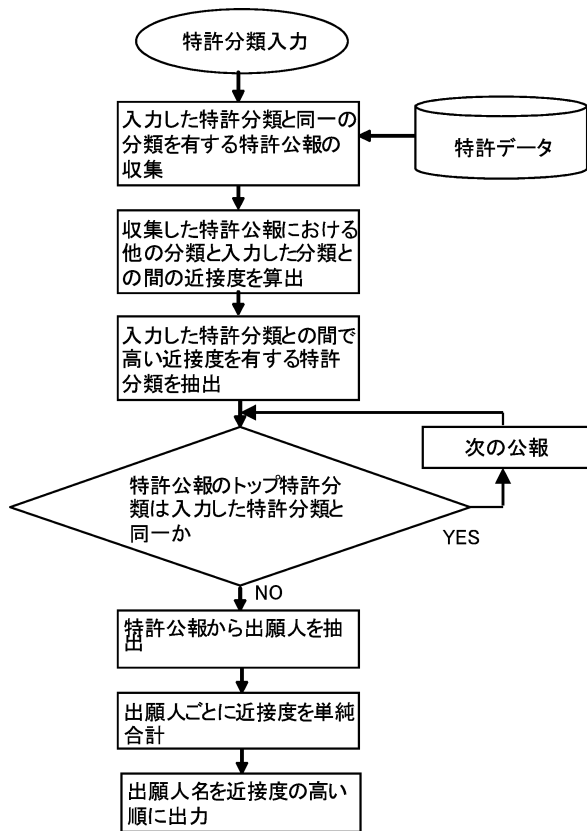 特許分類入力
入力した特許分類と同一の
分類を有する特許公報の
収集
特許データ
収集した特許公報における
他の分類と入力した分類と
の間の近接度を算出
入力した特許分類との間で
高い近接度を有する特許
分類を抽出
次の公報
特許公報のトップ特許分
類は入力した特許分類と
同一か
YES
NO
特許公報から出願人を抽
出
出願人ごとに近接度を単純
合計
出願人名を近接度の高い
順に出力